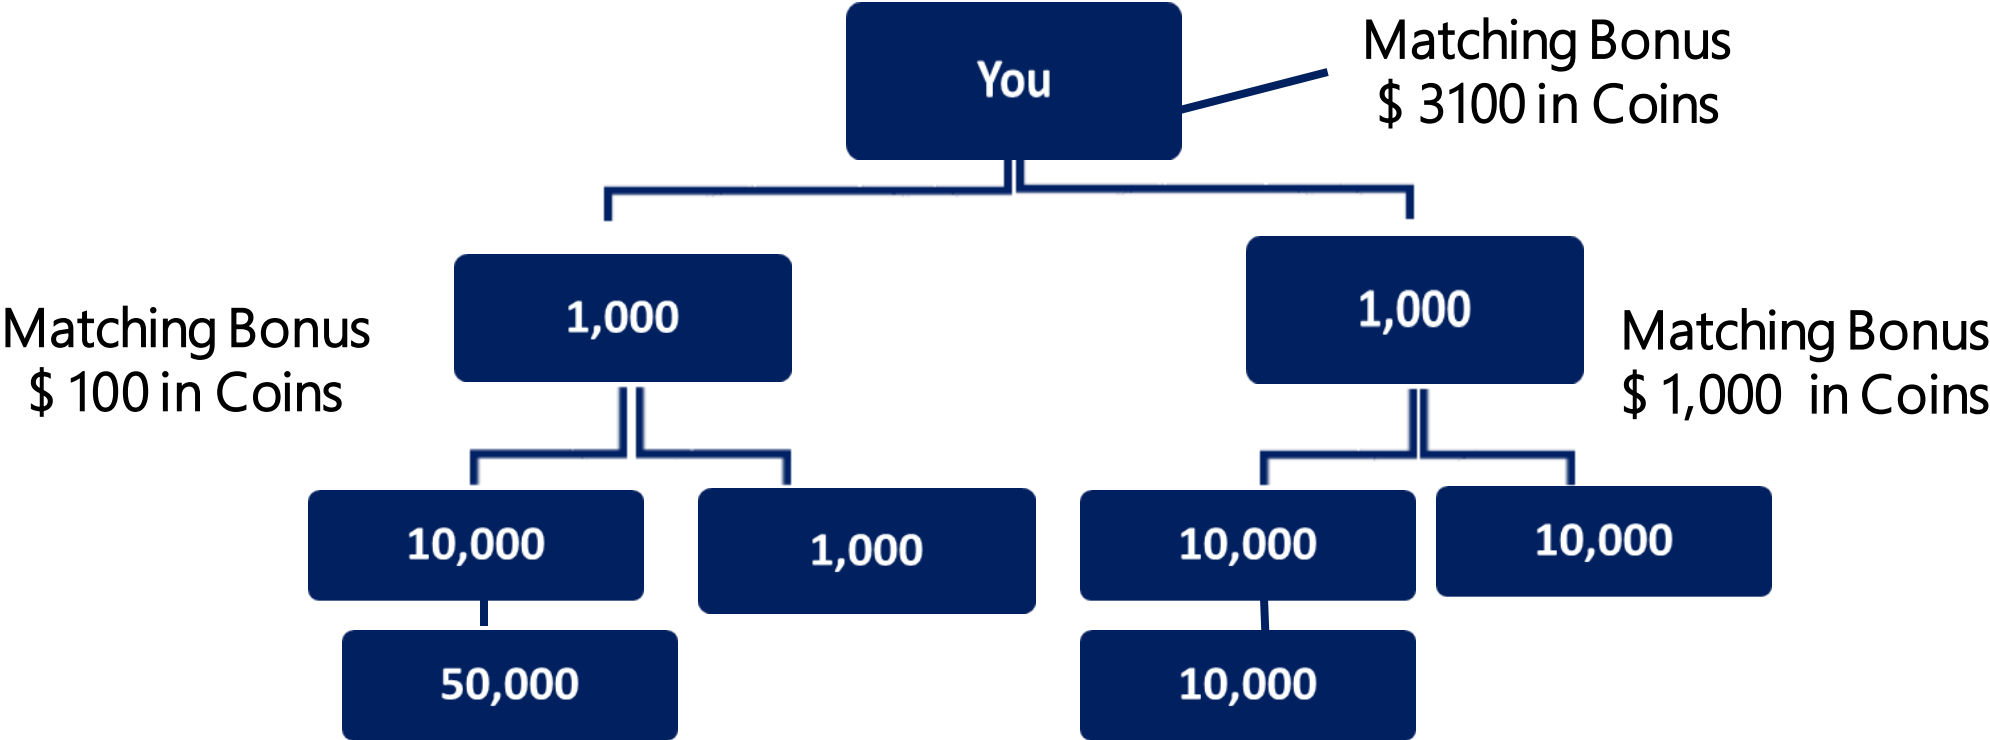 You
Matching Bonus
$ 3100 in Coins
1,000
1,000
Matching Bonus
$ 100 in Coins
Matching Bonus
$ 1,000 in Coins
10,000
1,000
10,000
10,000
50,000
10,000